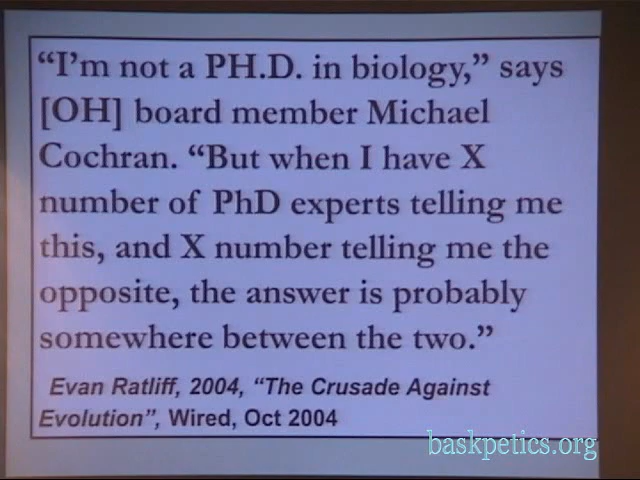 “I’m not a PH.D. in biology,” says
[OH] board member Michael
Cochran. “But when I have X
number of PhD experts telling me
this, and X number telling me the
opposite, the answer is probably
somewhere between the two.”
Evan Ratliff, 2004, “The Crusade Against
Evolution”, Wired, Oct 2004
baskpetics.org